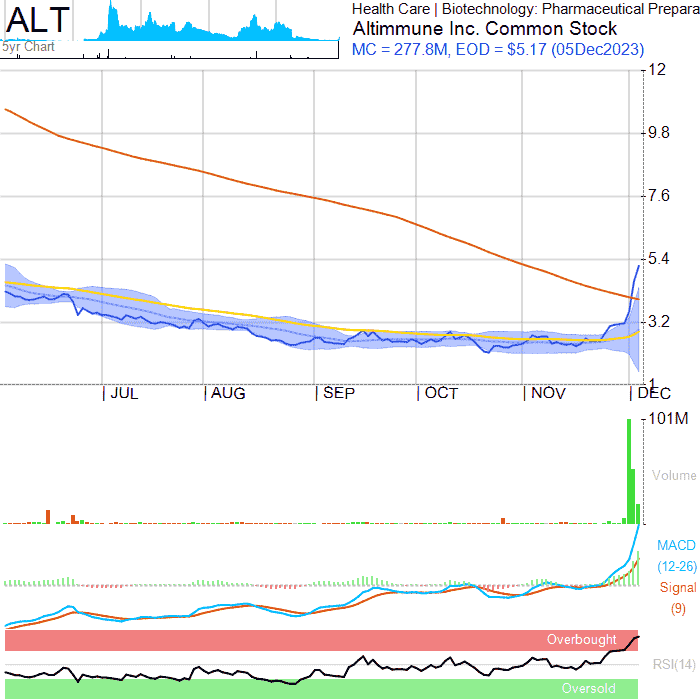 ALT
5yr Chart
Health Care | Biotechnology: Pharmaceutical Prepara
Altimmune Inc. Common Stock
MC = 277.8M, EOD = $5.17 (05Dec2023)
12
9.8
7.6
5.4
3.2
1
JUL AUG SEP OCT NOV DEC
101M
Volume
MACD
(12-26)
Signal
(9)
Overbought
RSI(14)
Oversold